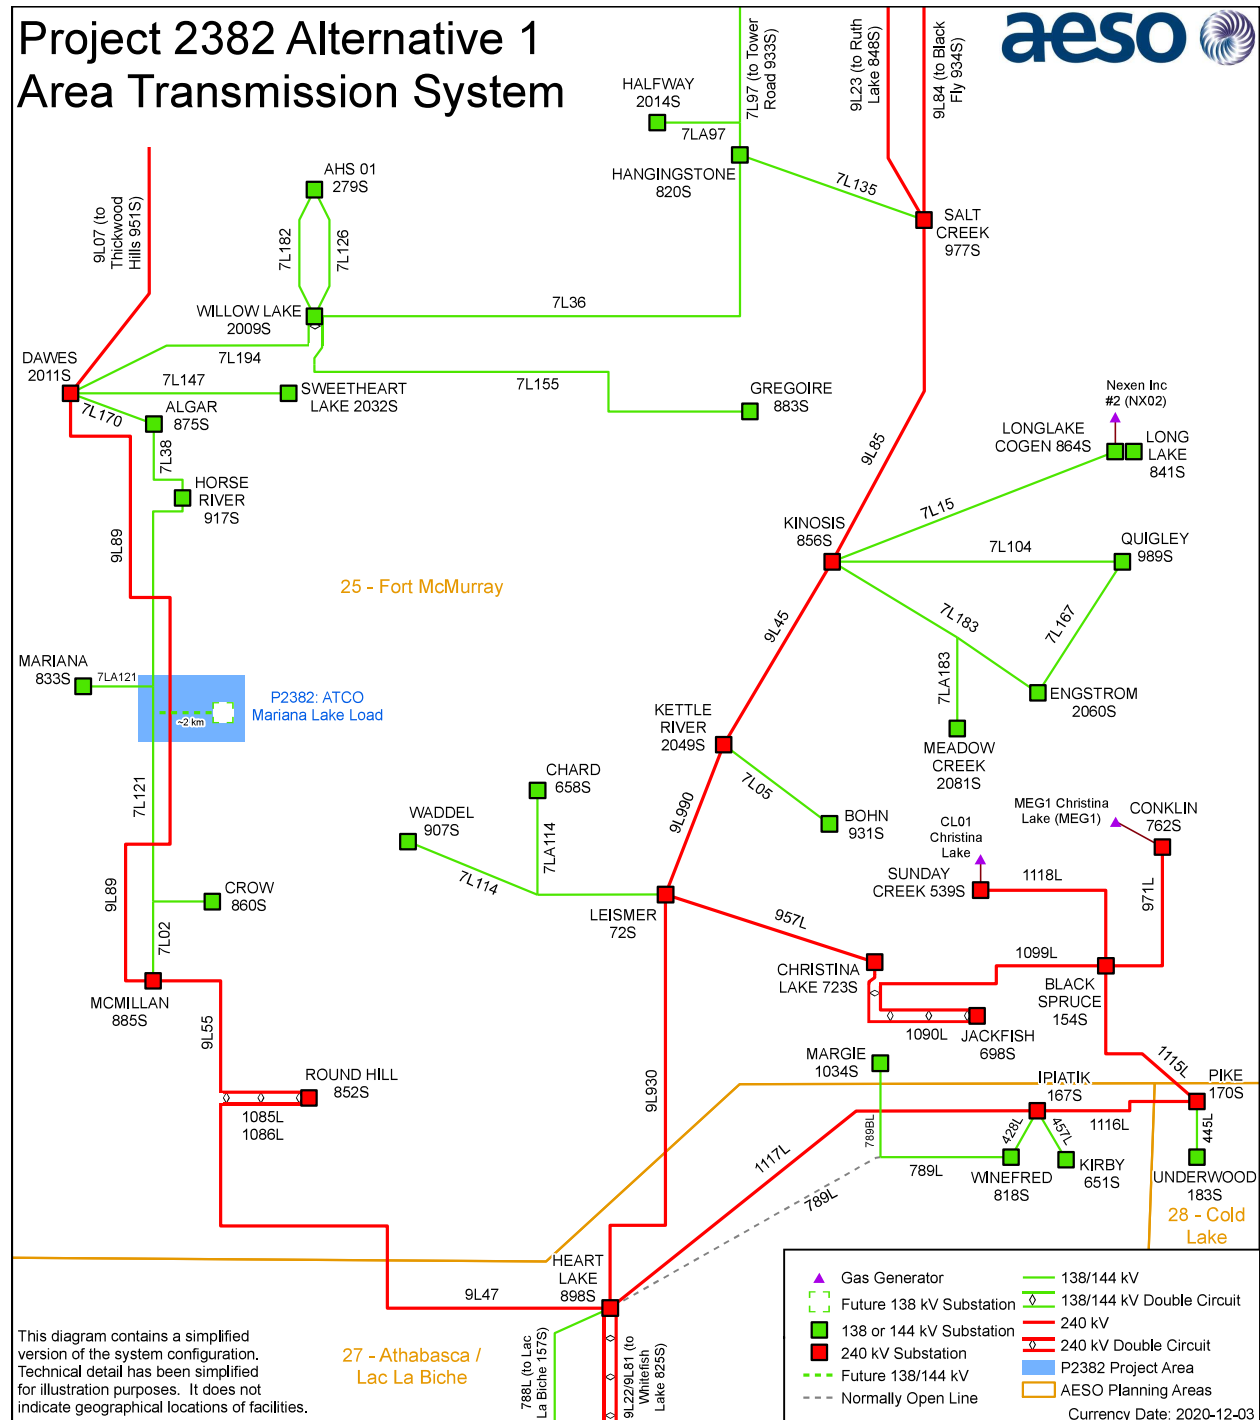 Project 2382 Alternative 1
Area Transmission System
aeso
9L07 (to
Thickwood
Hills 951S)
AHS 01
279S
7L182
7L126
HALFWAY
2014S
7LA97
7L97 (to Tower
Road 933S)
HANGINGSTONE
820S
9L23 (to Ruth
Lake 848S)
9L84 (to Black
Fly 934S)
7L135
SALT
CREEK
977S
WILLOW LAKE
2009S
7L36
7L194
DAWES
2011S
7L147
SWEETHEART
LAKE 2032S
7L155
GREGOIRE
883S
7L170
ALGAR
875S
7L38
HORSE
RIVER
917S
9L89
9L85
Nexen Inc
#2 (NX02)
LONGLAKE
COGEN 864S
LONG
LAKE
841S
7L15
KINOSIS
856S
7L104
QUIGLEY
989S
7L183
7L167
7LA183
ENGSTROM
2060S
MEADOW
CREEK
2081S
25 - Fort McMurray
9L45
MARIANA
833S
7LA121
P2382: ATCO
Mariana Lake Load
~2 km
7L121
KETTLE
RIVER
2049S
7L05
BOHN
931S
9L990
CHARD
658S
WADDEL
907S
7LA114
7L114
LEISMER
72S
MEG1 Christina
Lake (MEG1)
CONKLIN
762S
CL01
Christina
Lake
SUNDAY
CREEK 539S
1118L
971L
9L89
CROW
860S
7L02
MCMILLAN
885S
9L55
957L
CHRISTINA
LAKE 723S
1099L
BLACK
SPRUCE
154S
1090L
JACKFISH
698S
ROUND HILL
852S
1085L
1086L
9L930
MARGIE
1034S
IPIATIK
167S
1115L
PIKE
170S
789BL
428L
457L
1116L
445L
1117L
789L
WINEFRED
818S
KIRBY
651S
UNDERWOOD
183S
789L
28 - Cold
Lake
HEART
LAKE
898S
9L47
27 - Athabasca /
Lac La Biche
788L (to Lac
La Biche 157S)
9L22/9L81 (to
Whitefish
Lake 825S)
This diagram contains a simplified
version of the system configuration.
Technical detail has been simplified
for illustration purposes. It does not
indicate geographical locations of facilities.
Gas Generator
Future 138 kV Substation
138 or 144 kV Substation
240 kV Substation
Future 138/144 kV
Normally Open Line
138/144 kV
138/144 kV Double Circuit
240 kV
240 kV Double Circuit
P2382 Project Area
AESO Planning Areas
Currency Date: 2020-12-03